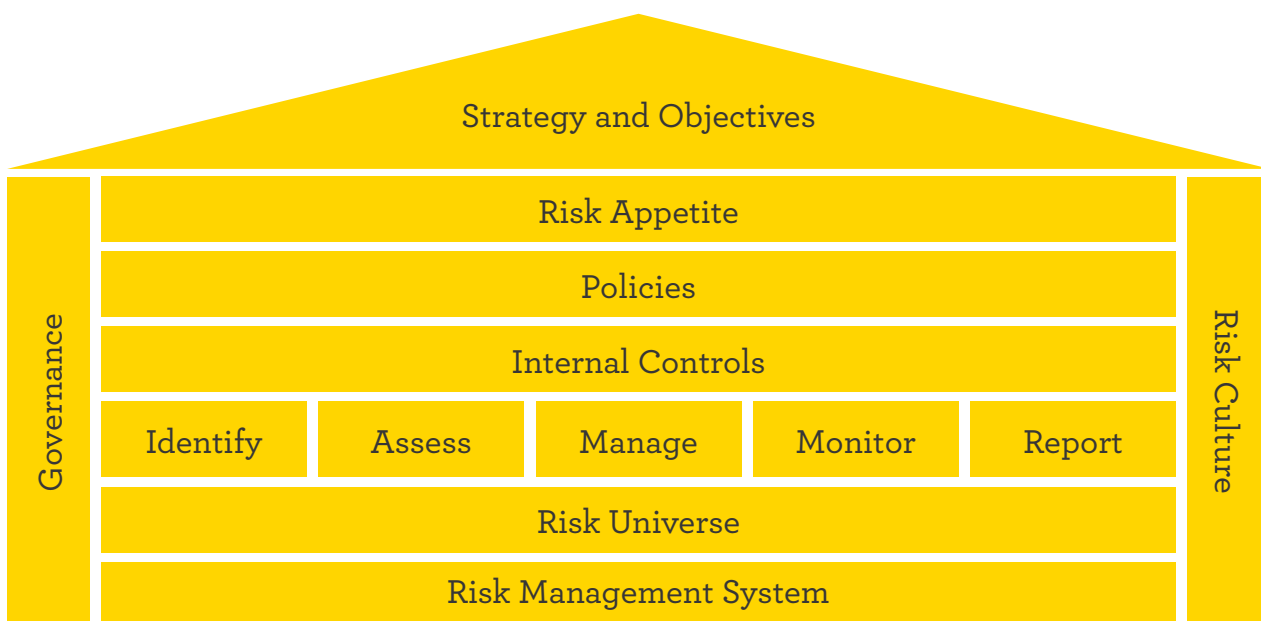 Strategy and Objectives
Governance
Risk Appetite
Policies
Internal Controls
Identify
Assess
Manage
Monitor
Report
Risk Universe
Risk Management System
Risk Culture